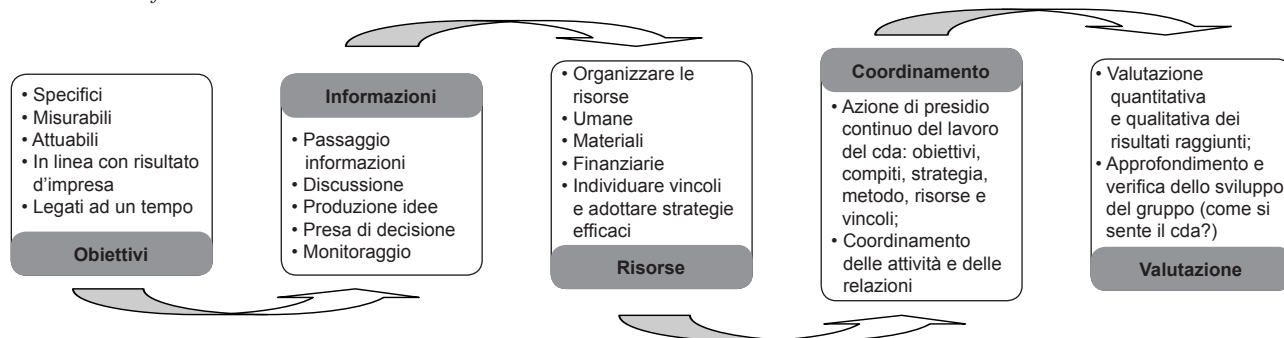 • Specifici
• Misurabili
• Attuabili
• In linea con risultato
d'impresa
• Legati ad un tempo
Obiettivi
Informazioni
• Passaggio
informazioni
• Discussione
• Produzione idee
• Presa di decisione
• Monitoraggio
• Organizzare le
risorse
• Umane
• Materiali
• Finanziarie
• Individuare vincoli
e adottare strategie
efficaci
Risorse
Coordinamento
• Azione di presidio
continuo del lavoro
del cda: obiettivi,
compiti, strategia,
metodo, risorse e
vincoli;
• Coordinamento
delle attività e delle
relazioni
• Valutazione
quantitativa
e qualitativa dei
risultati raggiunti;
• Approfondimento e
verifica dello sviluppo
del gruppo (come si
sente il cda?)
Valutazione